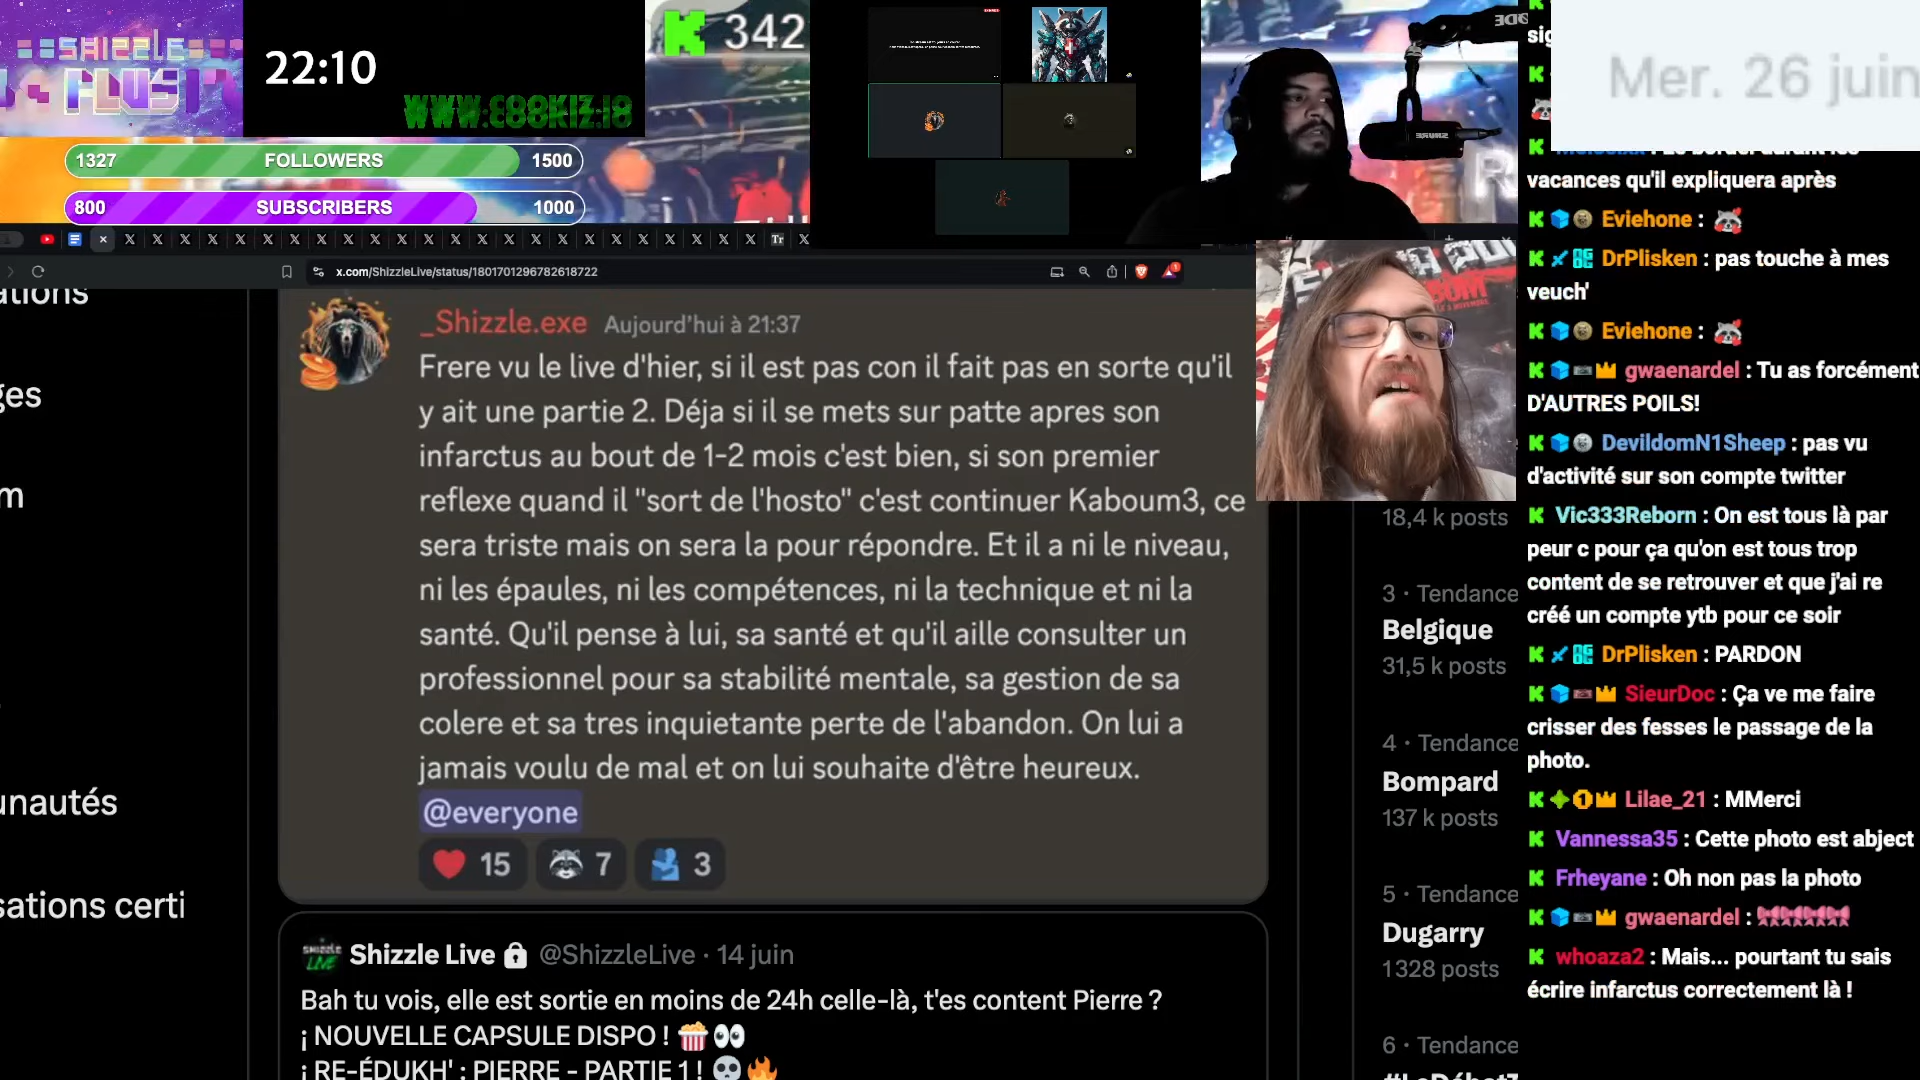 SHIZZLE
PLUS
22:10
WWW.COOKIZ.IO
342
1327 FOLLOWERS 1500
800 SUBSCRIBERS 1000
Mer. 26 juin
x.com/ShizzleLive/status/1801701296782618722
ations
ges
m
unautés
sations certi
_Shizzle.exe Aujourd'hui à 21:37
Frere vu le live d'hier, si il est pas con il fait pas en sorte qu'il
y ait une partie 2. Déja si il se mets sur patte apres son
infarctus au bout de 1-2 mois c'est bien, si son premier
reflexe quand il "sort de l'hosto" c'est continuer Kaboum3, ce
sera triste mais on sera la pour répondre. Et il a ni le niveau,
ni les épaules, ni les compétences, ni la technique et ni la
santé. Qu'il pense à lui, sa santé et qu'il aille consulter un
professionnel pour sa stabilité mentale, sa gestion de sa
colere et sa tres inquietante perte de l'abandon. On lui a
jamais voulu de mal et on lui souhaite d'être heureux.
@everyone
15 7 3
Shizzle Live @ShizzleLive · 14 juin
Bah tu vois, elle est sortie en moins de 24h celle-là, t'es content Pierre ?
¡ NOUVELLE CAPSULE DISPO ! 🍿👀
¡ RE-ÉDUKH' : PIERRE - PARTIE 1 ! 💀🔥
18,4 k posts
3 · Tendance
Belgique
31,5 k posts
4 · Tendance
Bompard
137 k posts
5 · Tendance
Dugarry
1 328 posts
6 · Tendance
vacances qu'il expliquera après
Eviehone :
DrPlisken : pas touche à mes
veuch'
Eviehone :
gwaenardel : Tu as forcément
D'AUTRES POILS!
DevildomN1Sheep : pas vu
d'activité sur son compte twitter
Vic333Reborn : On est tous là par
peur c pour ça qu'on est tous trop
content de se retrouver et que j'ai re
créé un compte ytb pour ce soir
DrPlisken : PARDON
SieurDoc : Ça ve me faire
crisser des fesses le passage de la
photo.
Lilae_21 : MMerci
Vannessa35 : Cette photo est abject
Frheyane : Oh non pas la photo
gwaenardel :
whoaza2 : Mais... pourtant tu sais
écrire infarctus correctement là !